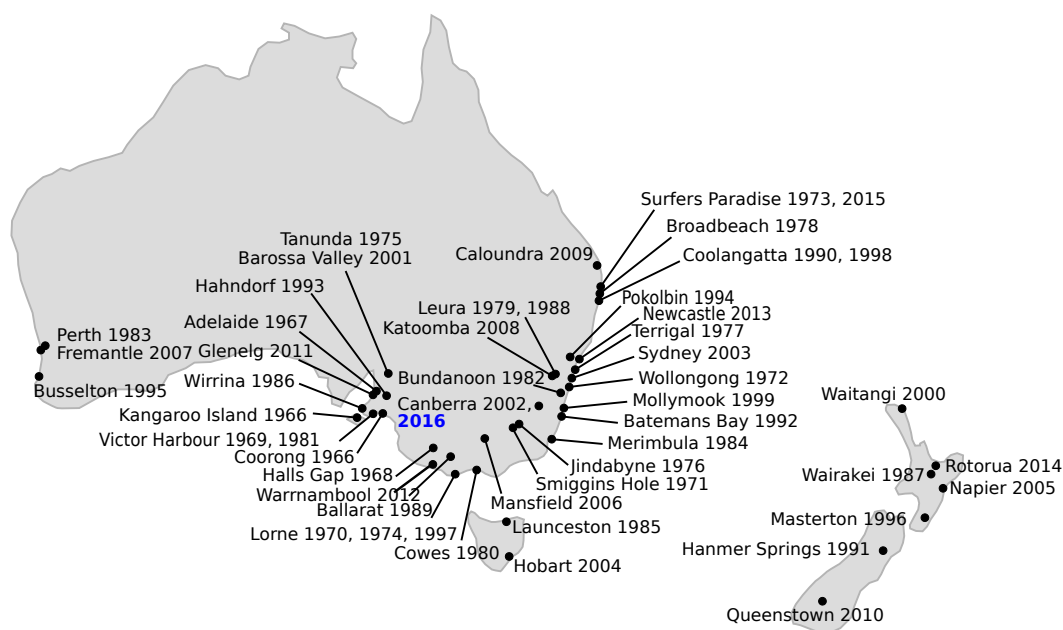 Surfers Paradise 1973, 2015
Broadbeach 1978
Tanunda 1975
Barossa Valley 2001
Caloundra 2009
Coolangatta 1990, 1998
Hahndorf 1993
Leura 1979, 1988
Pokolbin 1994
Newcastle 2013
Adelaide 1967
Katoomba 2008
Terrigal 1977
Perth 1983
Fremantle 2007
Glenelg 2011
Sydney 2003
Busselton 1995
Wirrina 1986
Bundanoon 1982
Wollongong 1972
Waitangi 2000
Kangaroo Island 1966
Canberra 2002,
2016
Mollymook 1999
Batemans Bay 1992
Victor Harbour 1969, 1981
Merimbula 1984
Coorong 1966
Jindabyne 1976
Rotorua 2014
Halls Gap 1968
Smiggins Hole 1971
Wairakei 1987
Napier 2005
Warrnambool 2012
Mansfield 2006
Ballarat 1989
Masterton 1996
Lorne 1970, 1974, 1997
Launceston 1985
Cowes 1980
Hanmer Springs 1991
Hobart 2004
Queenstown 2010